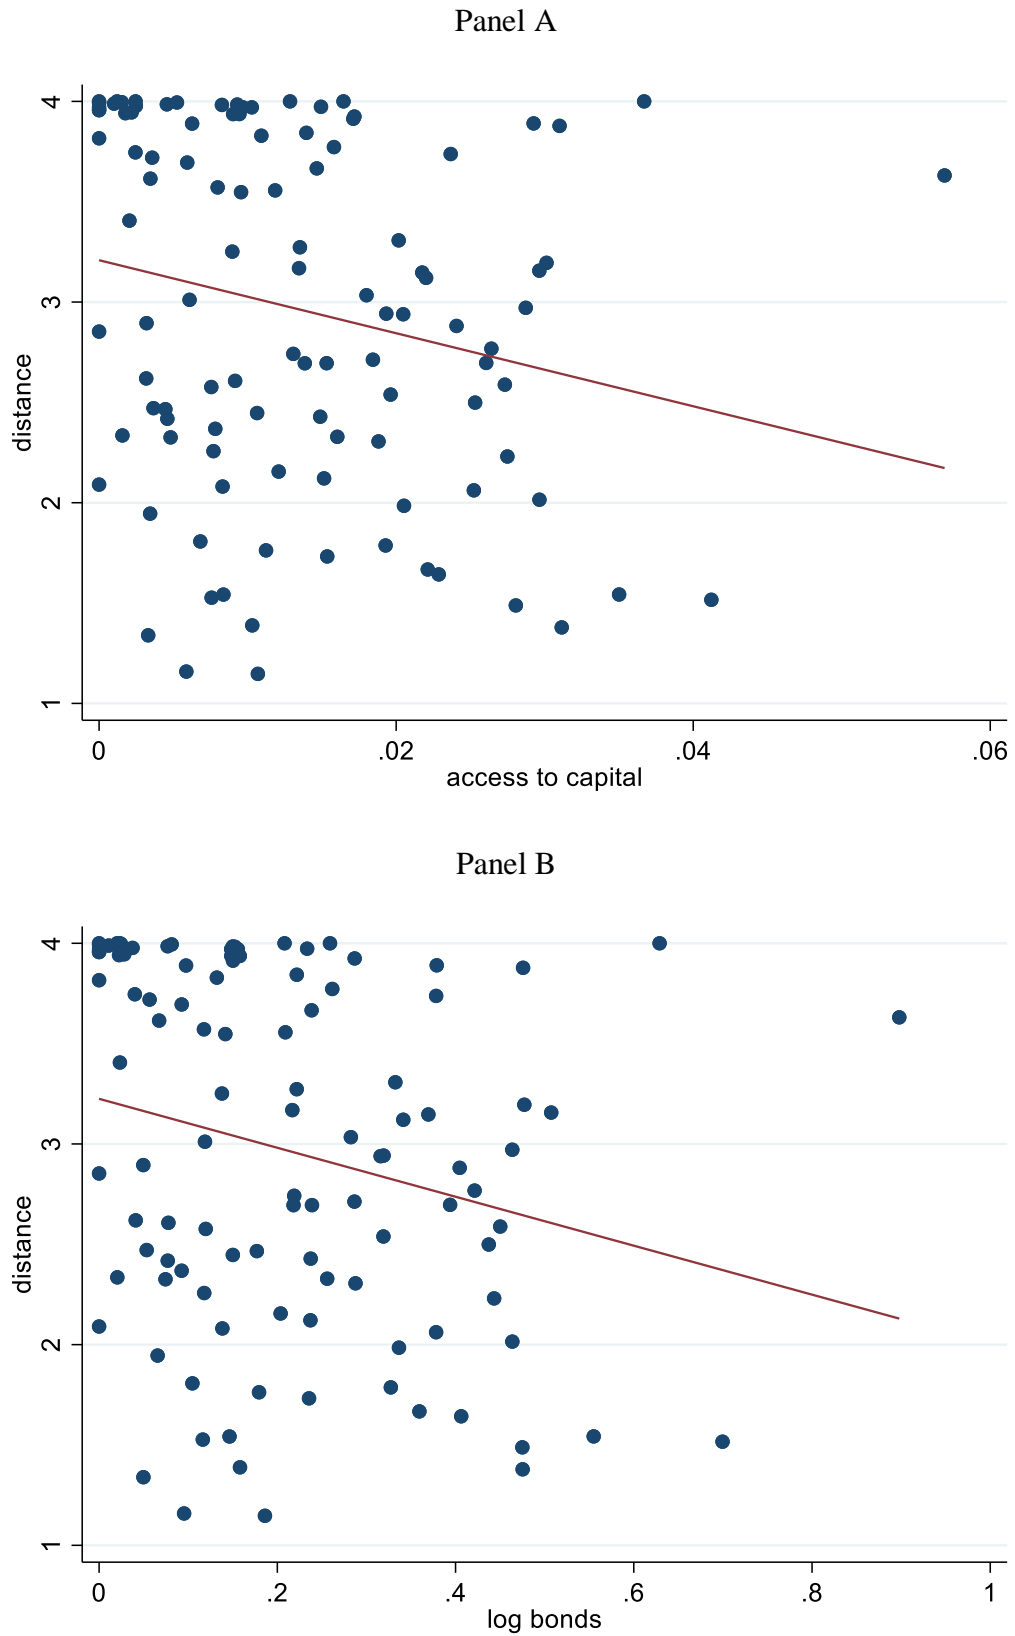 Panel A
4
3
2
1
distance
0 .02 .04 .06
access to capital
Panel B
4
3
2
1
distance
0 .2 .4 .6 .8 1
log bonds